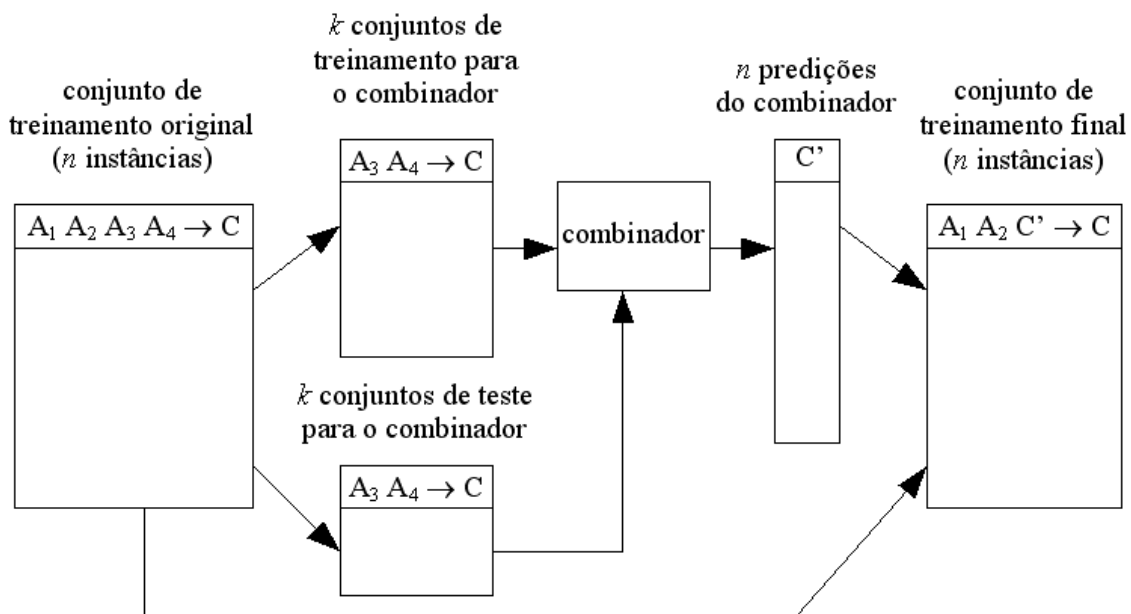 conjunto de
treinamento original
(n instâncias)
A₁ A₂ A₃ A₄ → C
k conjuntos de
treinamento para
o combinador
A₃ A₄ → C
k conjuntos de teste
para o combinador
A₃ A₄ → C
combinador
n predições
do combinador
C’
conjunto de
treinamento final
(n instâncias)
A₁ A₂ C’ → C